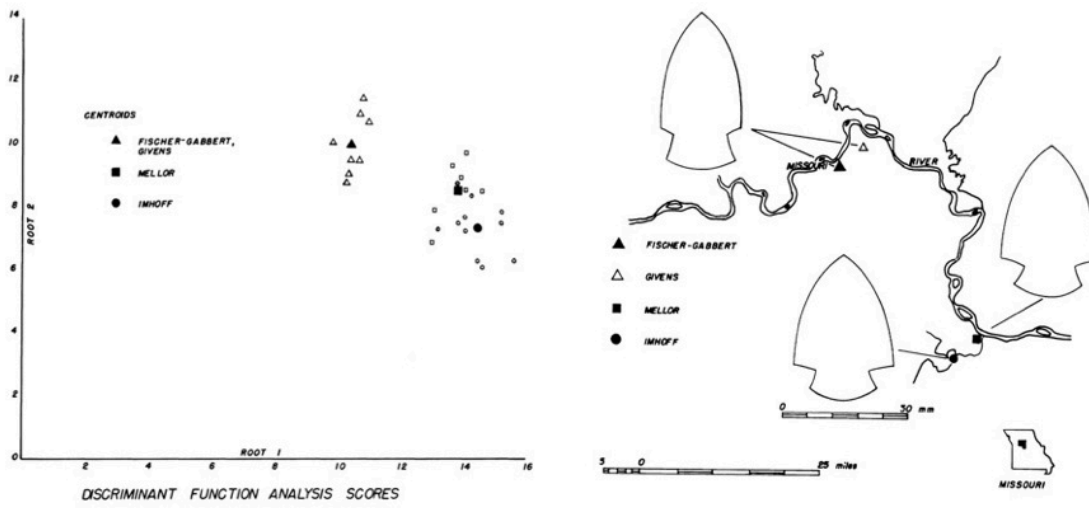 14
12
10
8
6
4
2
0
ROOT 2
CENTROIDS
FISCHER-GABBERT,
GIVENS
MELLOR
IMHOFF
2
4
6
8
10
12
14
16
ROOT 1
DISCRIMINANT FUNCTION ANALYSIS SCORES
MISSOURI
RIVER
FISCHER-GABBERT
GIVENS
MELLOR
IMHOFF
0
50 mm
5
0
25 miles
MISSOURI